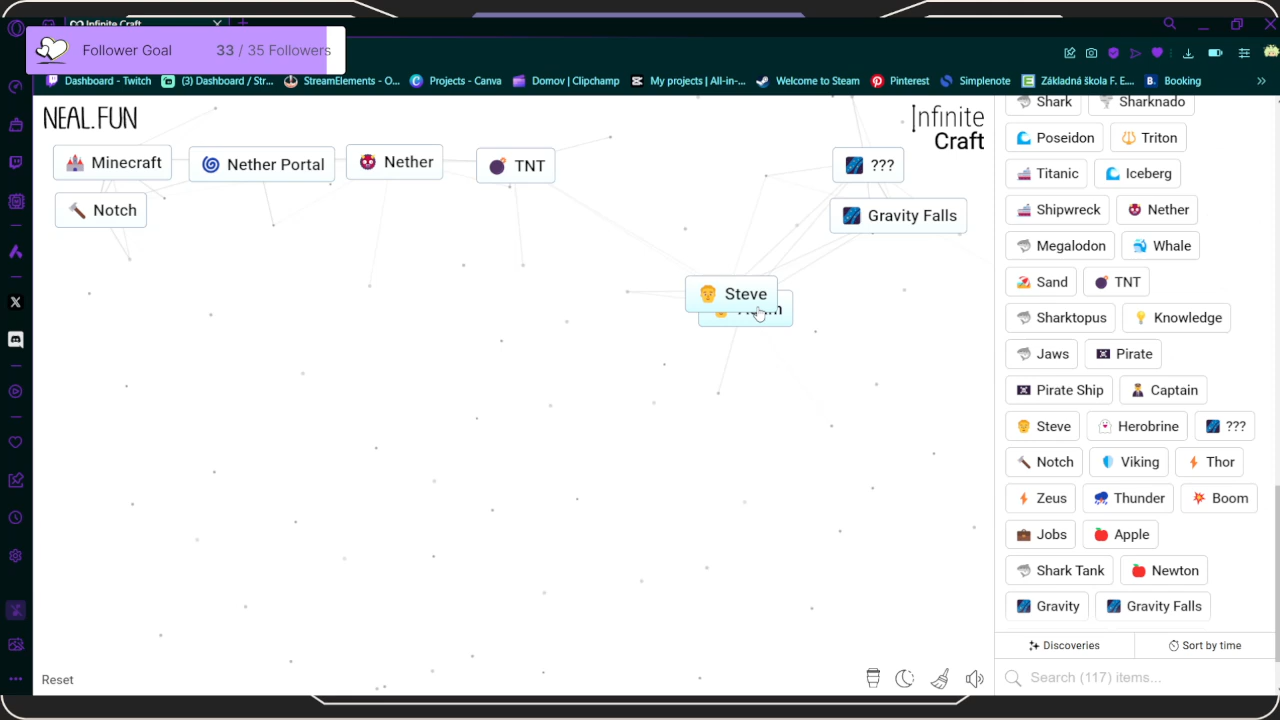 Infinite Craft
Follower Goal 33 / 35 Followers
Dashboard - Twitch (3) Dashboard / Str... StreamElements - O... Projects - Canva Domov | Clipchamp My projects | All-in-... Welcome to Steam Pinterest Simplenote Základná škola F. E... Booking
NEAL.FUN
Infinite
Craft
Minecraft Nether Portal Nether TNT ???
Notch Gravity Falls
Steve
Shark Sharknado
Poseidon Triton
Titanic Iceberg
Shipwreck Nether
Megalodon Whale
Sand TNT
Sharktopus Knowledge
Jaws Pirate
Pirate Ship Captain
Steve Herobrine ???
Notch Viking Thor
Zeus Thunder Boom
Jobs Apple
Shark Tank Newton
Gravity Gravity Falls
Discoveries Sort by time
Reset Search (117) items...